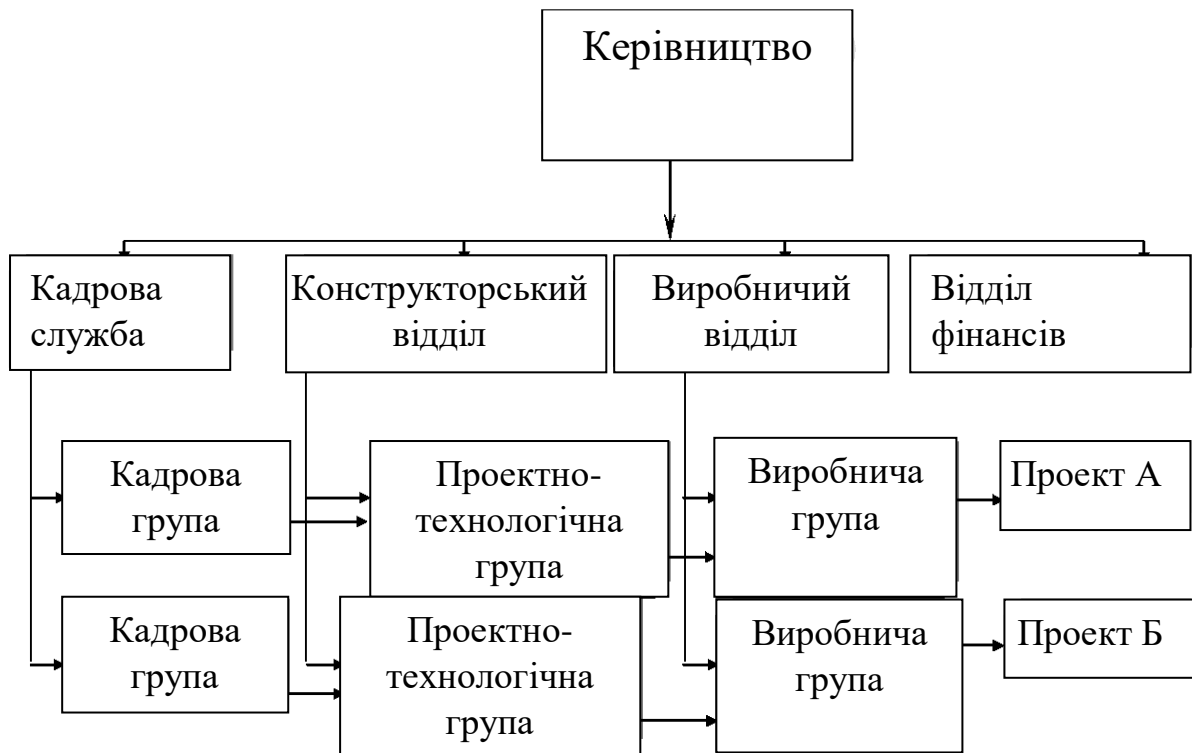 Керівництво
Кадрова
служба
Конструкторський
відділ
Виробничий
відділ
Відділ
фінансів
Кадрова
група
Проектно-
технологічна
група
Виробнича
група
Проект А
Кадрова
група
Проектно-
технологічна
група
Виробнича
група
Проект Б